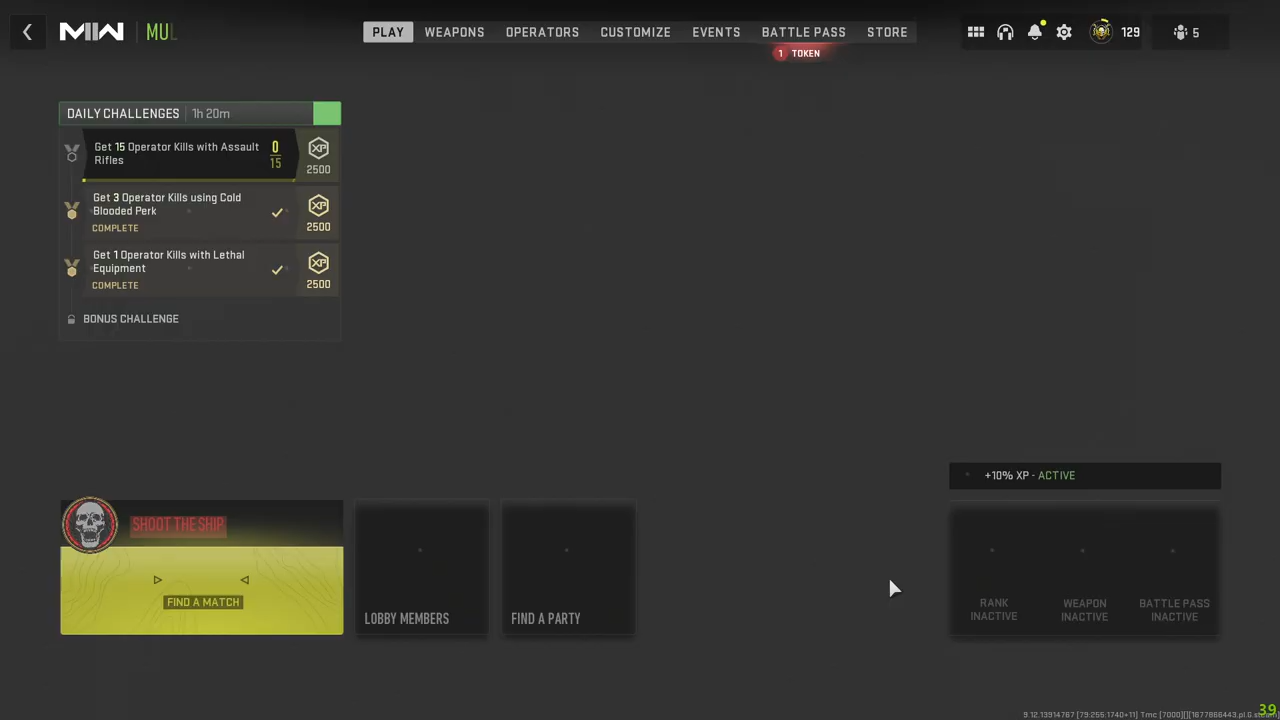 MW MUL
PLAY WEAPONS OPERATORS CUSTOMIZE EVENTS BATTLE PASS STORE
129
5
1 TOKEN
DAILY CHALLENGES 1h 20m
Get 15 Operator Kills with Assault
Rifles
0
15
XP
2500
Get 3 Operator Kills using Cold
Blooded Perk
COMPLETE
XP
2500
Get 1 Operator Kills with Lethal
Equipment
COMPLETE
XP
2500
BONUS CHALLENGE
+10% XP - ACTIVE
SHOOT THE SHIP
FIND A MATCH
LOBBY MEMBERS
FIND A PARTY
RANK
INACTIVE
WEAPON
INACTIVE
BATTLE PASS
INACTIVE
39